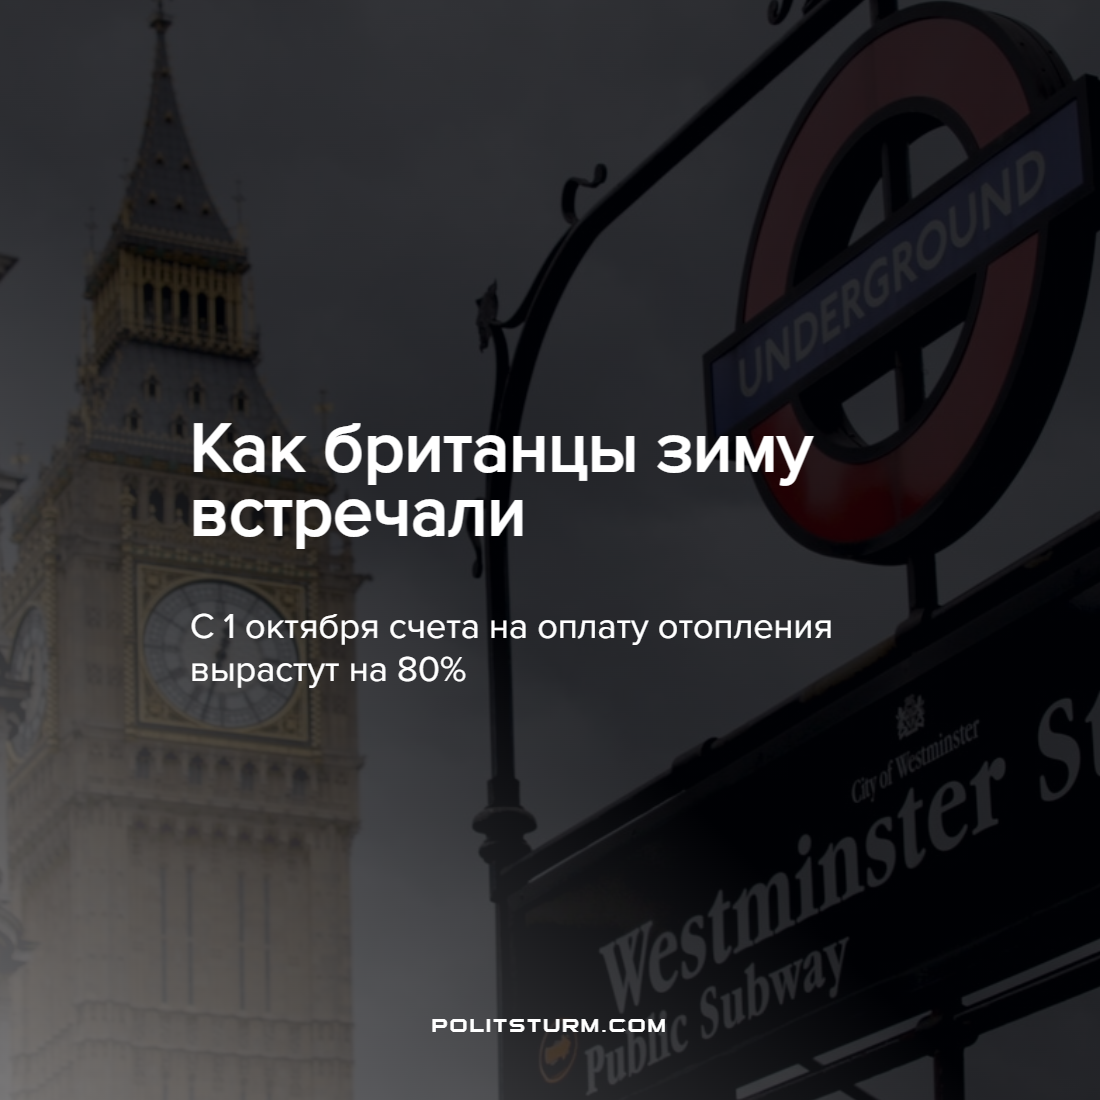 UNDERGROUND
Как британцы зиму
встречали
С 1 октября счета на оплату отопления
вырастут на 80%
City of Westminster
Westminster
Public Subway
POLITSTURM.COM